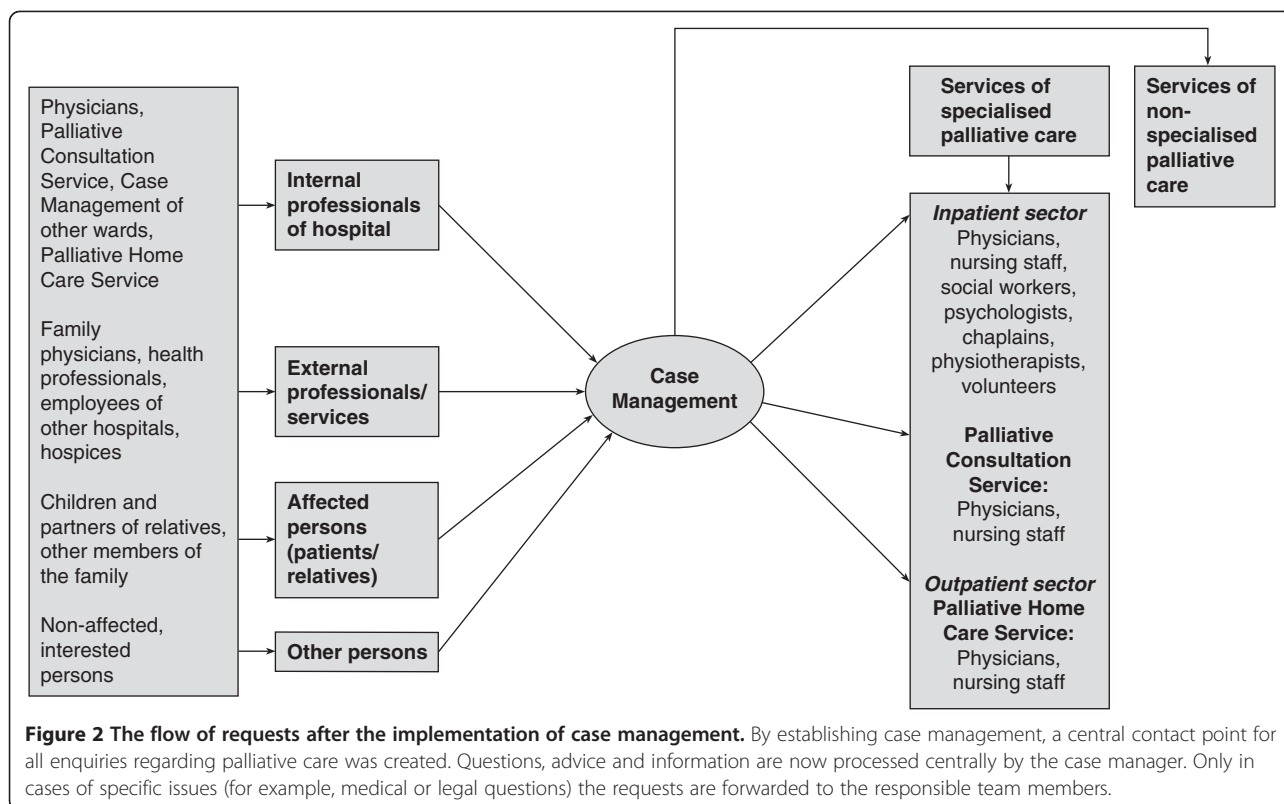 Physicians,
Palliative
Consultation
Service, Case
Management of
other wards,
Palliative Home
Care Service
Family
physicians, health
professionals,
employees of
other hospitals,
hospices
Children and
partners of relatives,
other members of
the family
Non-affected,
interested
persons
Internal
professionals
of hospital
External
professionals/
services
Affected
persons
(patients/
relatives)
Other persons
Case
Management
Services of
specialised
palliative care
Inpatient sector
Physicians,
nursing staff,
social workers,
psychologists,
chaplains,
physiotherapists,
volunteers
Palliative
Consultation
Service:
Physicians,
nursing staff
Outpatient sector
Palliative Home
Care Service:
Physicians,
nursing staff
Services of
non-
specialised
palliative
care
Figure 2 The flow of requests after the implementation of case management. By establishing case management, a central contact point for
all enquiries regarding palliative care was created. Questions, advice and information are now processed centrally by the case manager. Only in
cases of specific issues (for example, medical or legal questions) the requests are forwarded to the responsible team members.